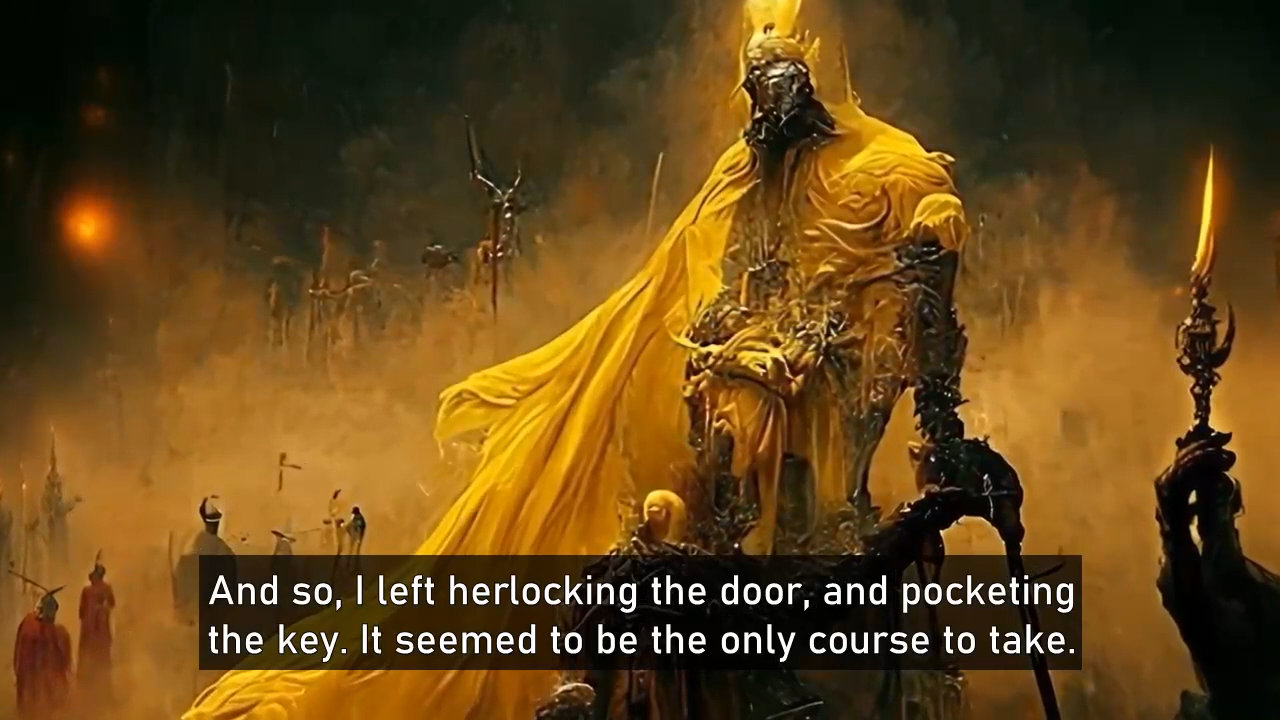 And so, I left herlocking the door, and pocketing
the key. It seemed to be the only course to take.